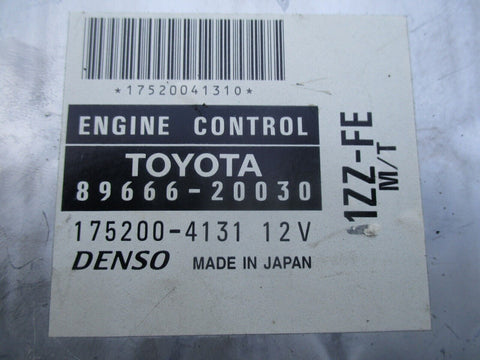 *17520041310*
ENGINE CONTROL
TOYOTA
89666-20030
175200-4131 12V
DENSO MADE IN JAPAN
1ZZ-FE
M/T